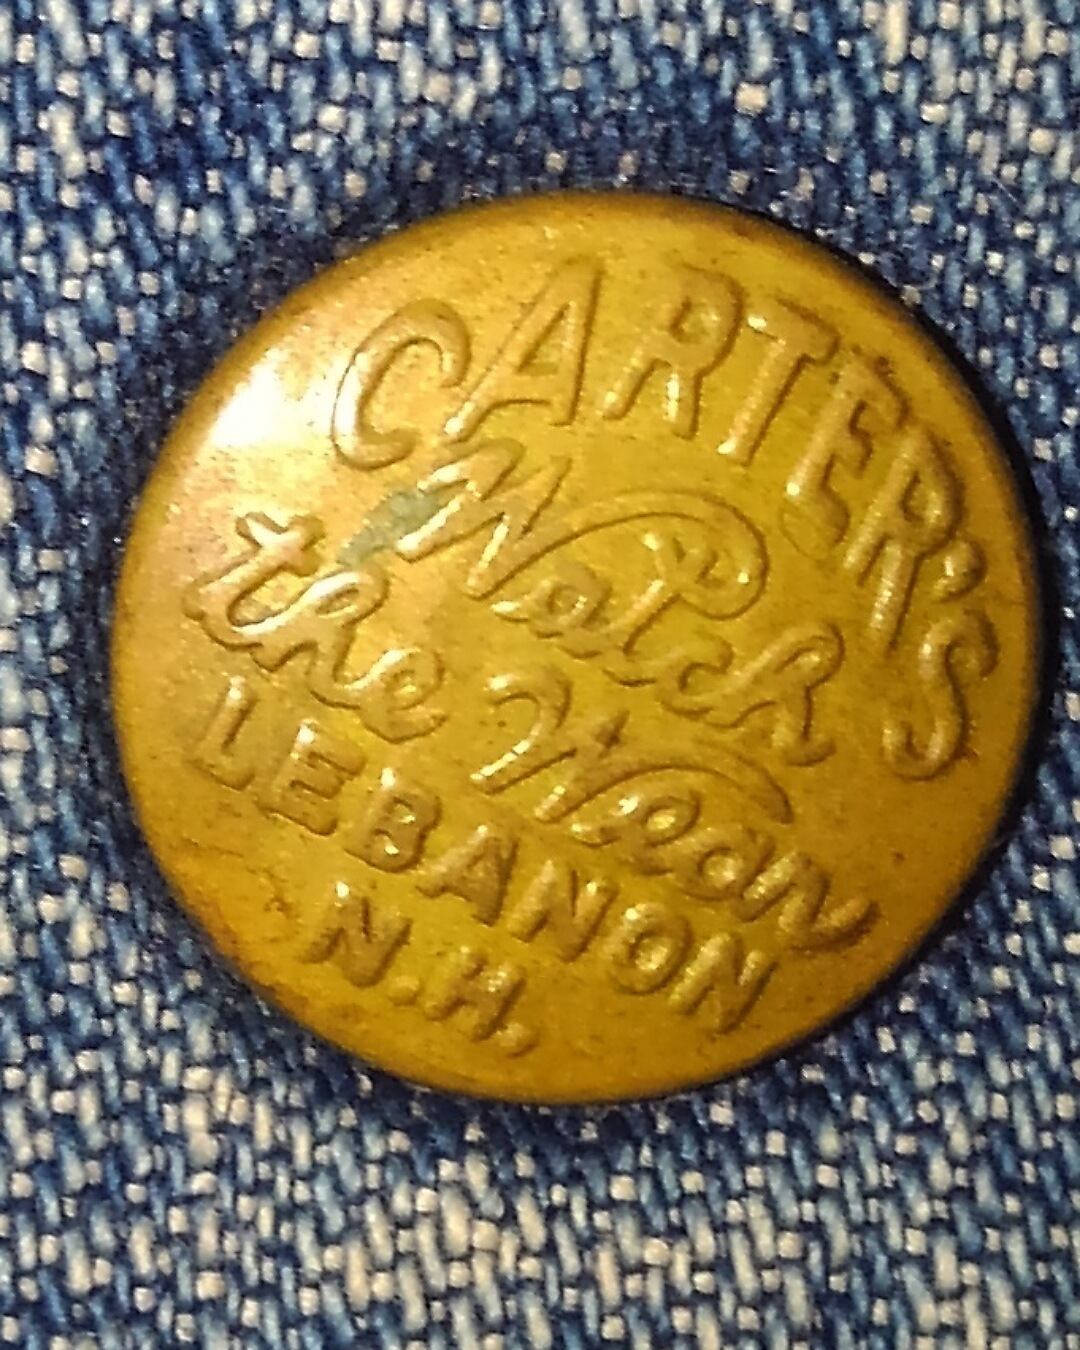 CARTER'S
Watch
the Wear
LEBANON
N.H.